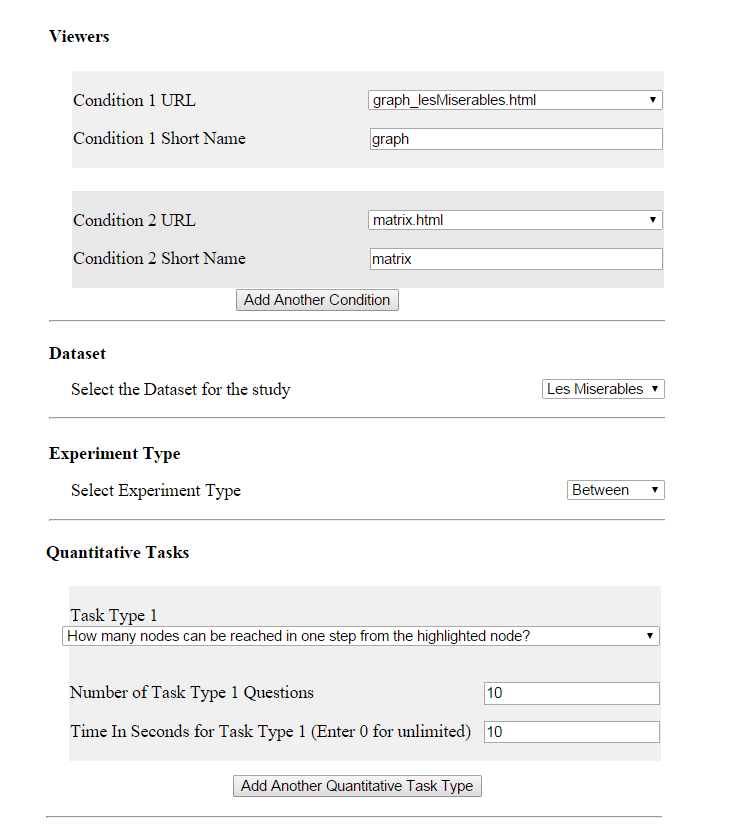 Viewers
Condition 1 URL graph_lesMiserables.html
Condition 1 Short Name graph
Condition 2 URL matrix.html
Condition 2 Short Name matrix
Add Another Condition
Dataset
Select the Dataset for the study Les Miserables
Experiment Type
Select Experiment Type Between
Quantitative Tasks
Task Type 1
How many nodes can be reached in one step from the highlighted node?
Number of Task Type 1 Questions 10
Time In Seconds for Task Type 1 (Enter 0 for unlimited) 10
Add Another Quantitative Task Type